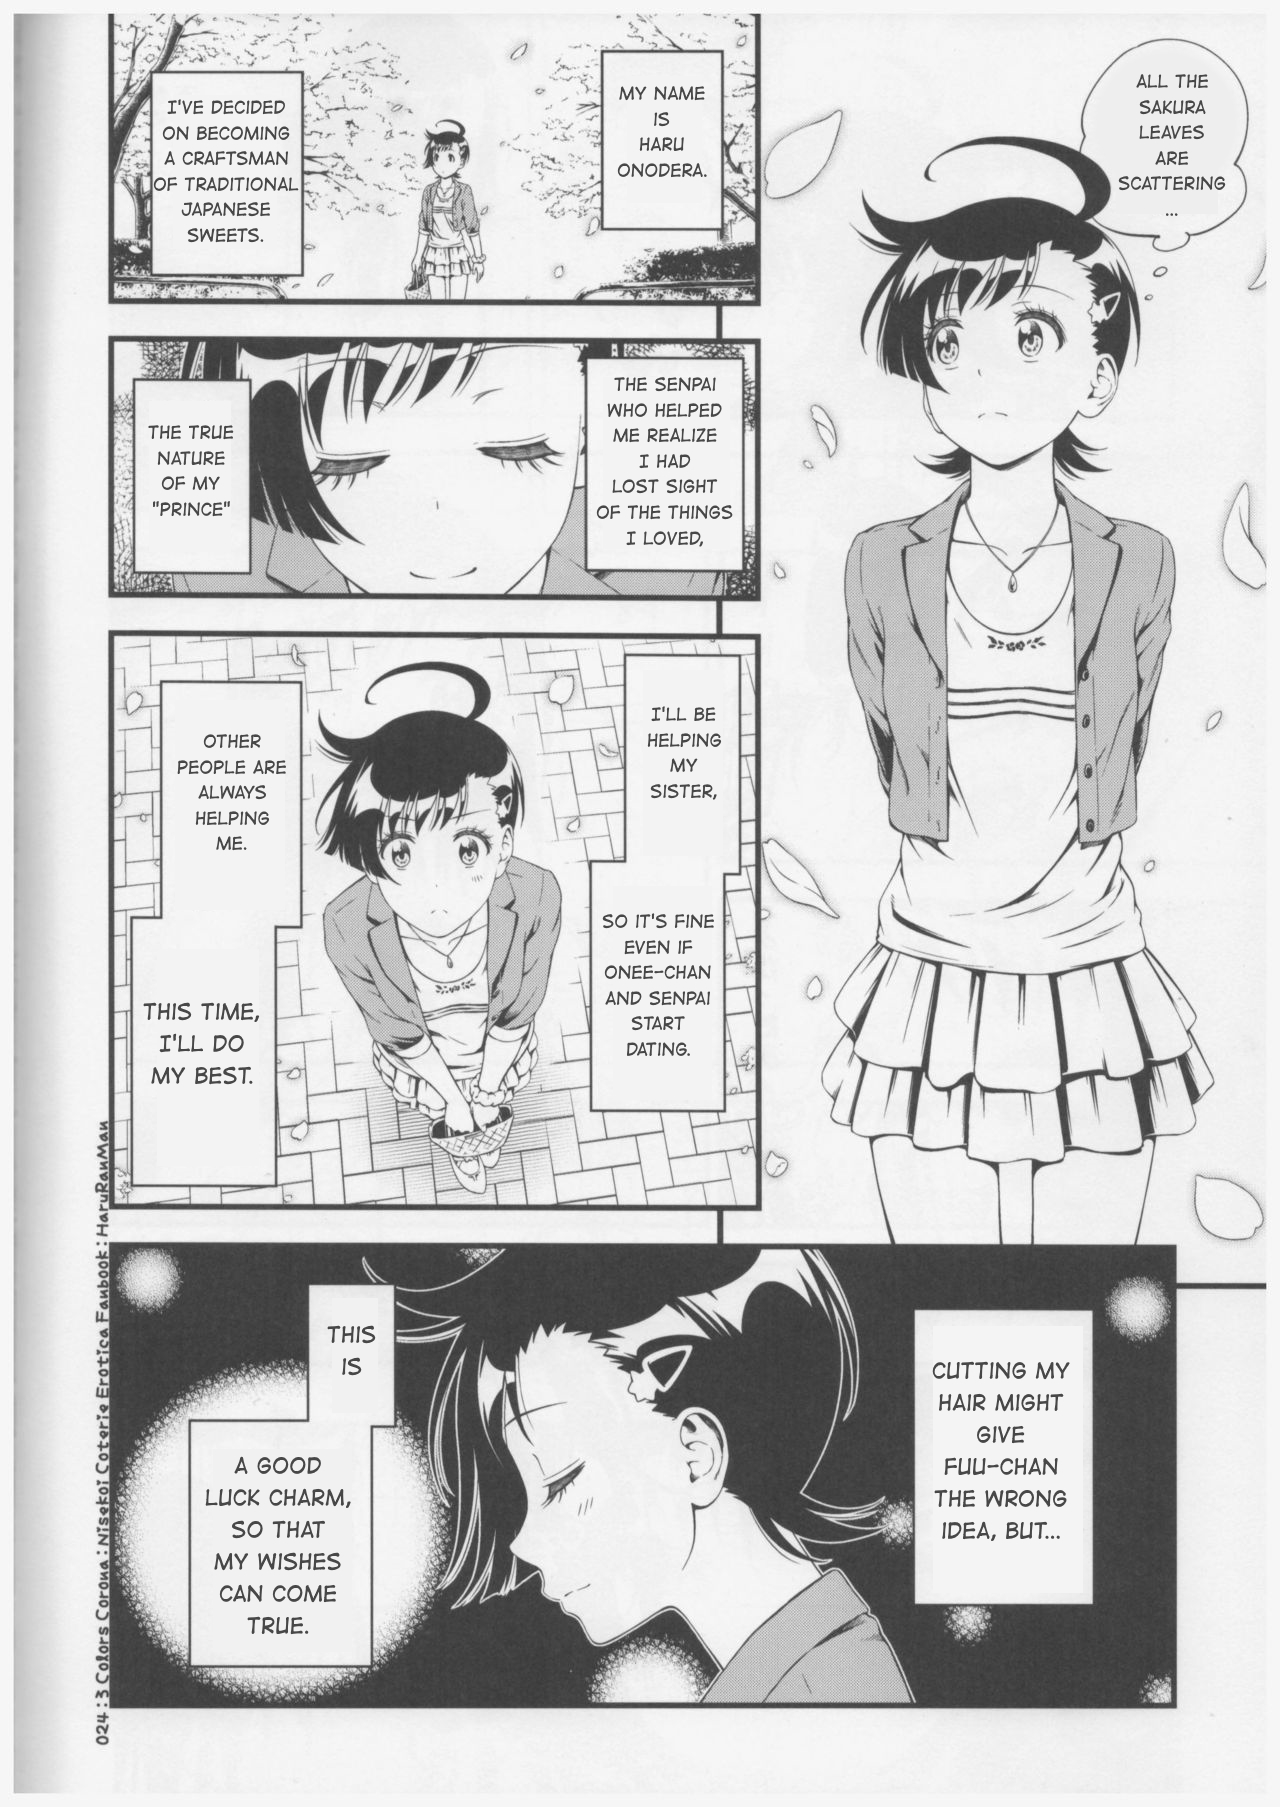 ALL THE
SAKURA
LEAVES
ARE
SCATTERING
...
MY NAME
IS
HARU
ONODERA.
I'VE DECIDED
ON BECOMING
A CRAFTSMAN
OF TRADITIONAL
JAPANESE
SWEETS.
THE SENPAI
WHO HELPED
ME REALIZE
I HAD
LOST SIGHT
OF THE THINGS
I LOVED,
THE TRUE
NATURE
OF MY
"PRINCE"
I'LL BE
HELPING
MY
SISTER,
SO IT'S FINE
EVEN IF
ONEE-CHAN
AND SENPAI
START
DATING.
OTHER
PEOPLE ARE
ALWAYS
HELPING
ME.
THIS TIME,
I'LL DO
MY BEST.
CUTTING MY
HAIR MIGHT
GIVE
FUU-CHAN
THE WRONG
IDEA, BUT...
THIS
IS
A GOOD
LUCK CHARM,
SO THAT
MY WISHES
CAN COME
TRUE.
024:3 Colors Corona:Nisekoi Coterie Erotica Fanbook:HaruRanMan